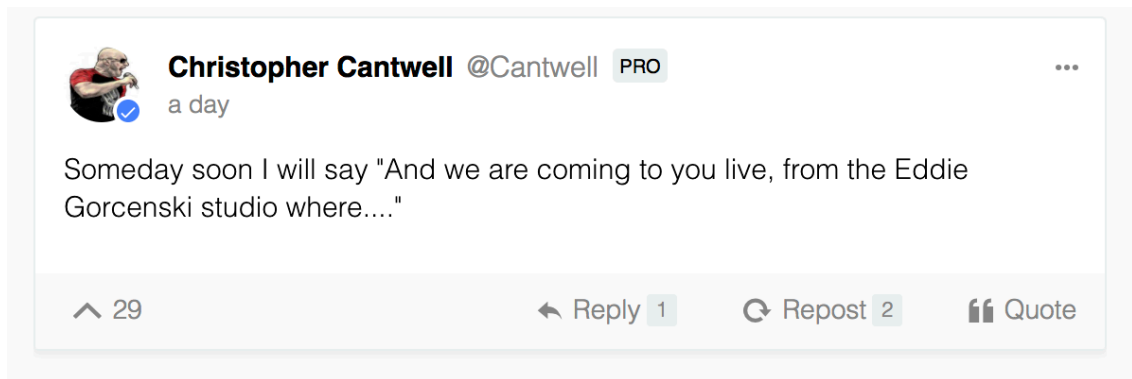 Christopher Cantwell @Cantwell PRO
a day
Someday soon I will say "And we are coming to you live, from the Eddie
Gorcenski studio where...."
29 Reply 1 Repost 2 Quote